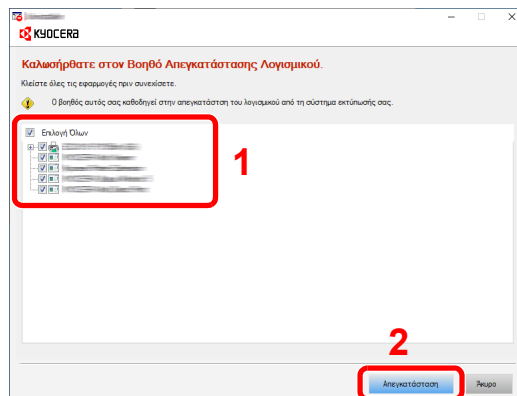 KYOCERA
Καλωσήρθατε στον Βοηθό Απεγκατάστασης Λογισμικού.
Κλείστε όλες τις εφαρμογές πριν συνεχίσετε.
Ο βοηθός αυτός σας καθοδηγεί στην απεγκατάστση του λογισμικού από τη σύστημα εκτύπωσής σας.
Επιλογή Όλων
1
2
Απεγκατάσταση Άκυρο